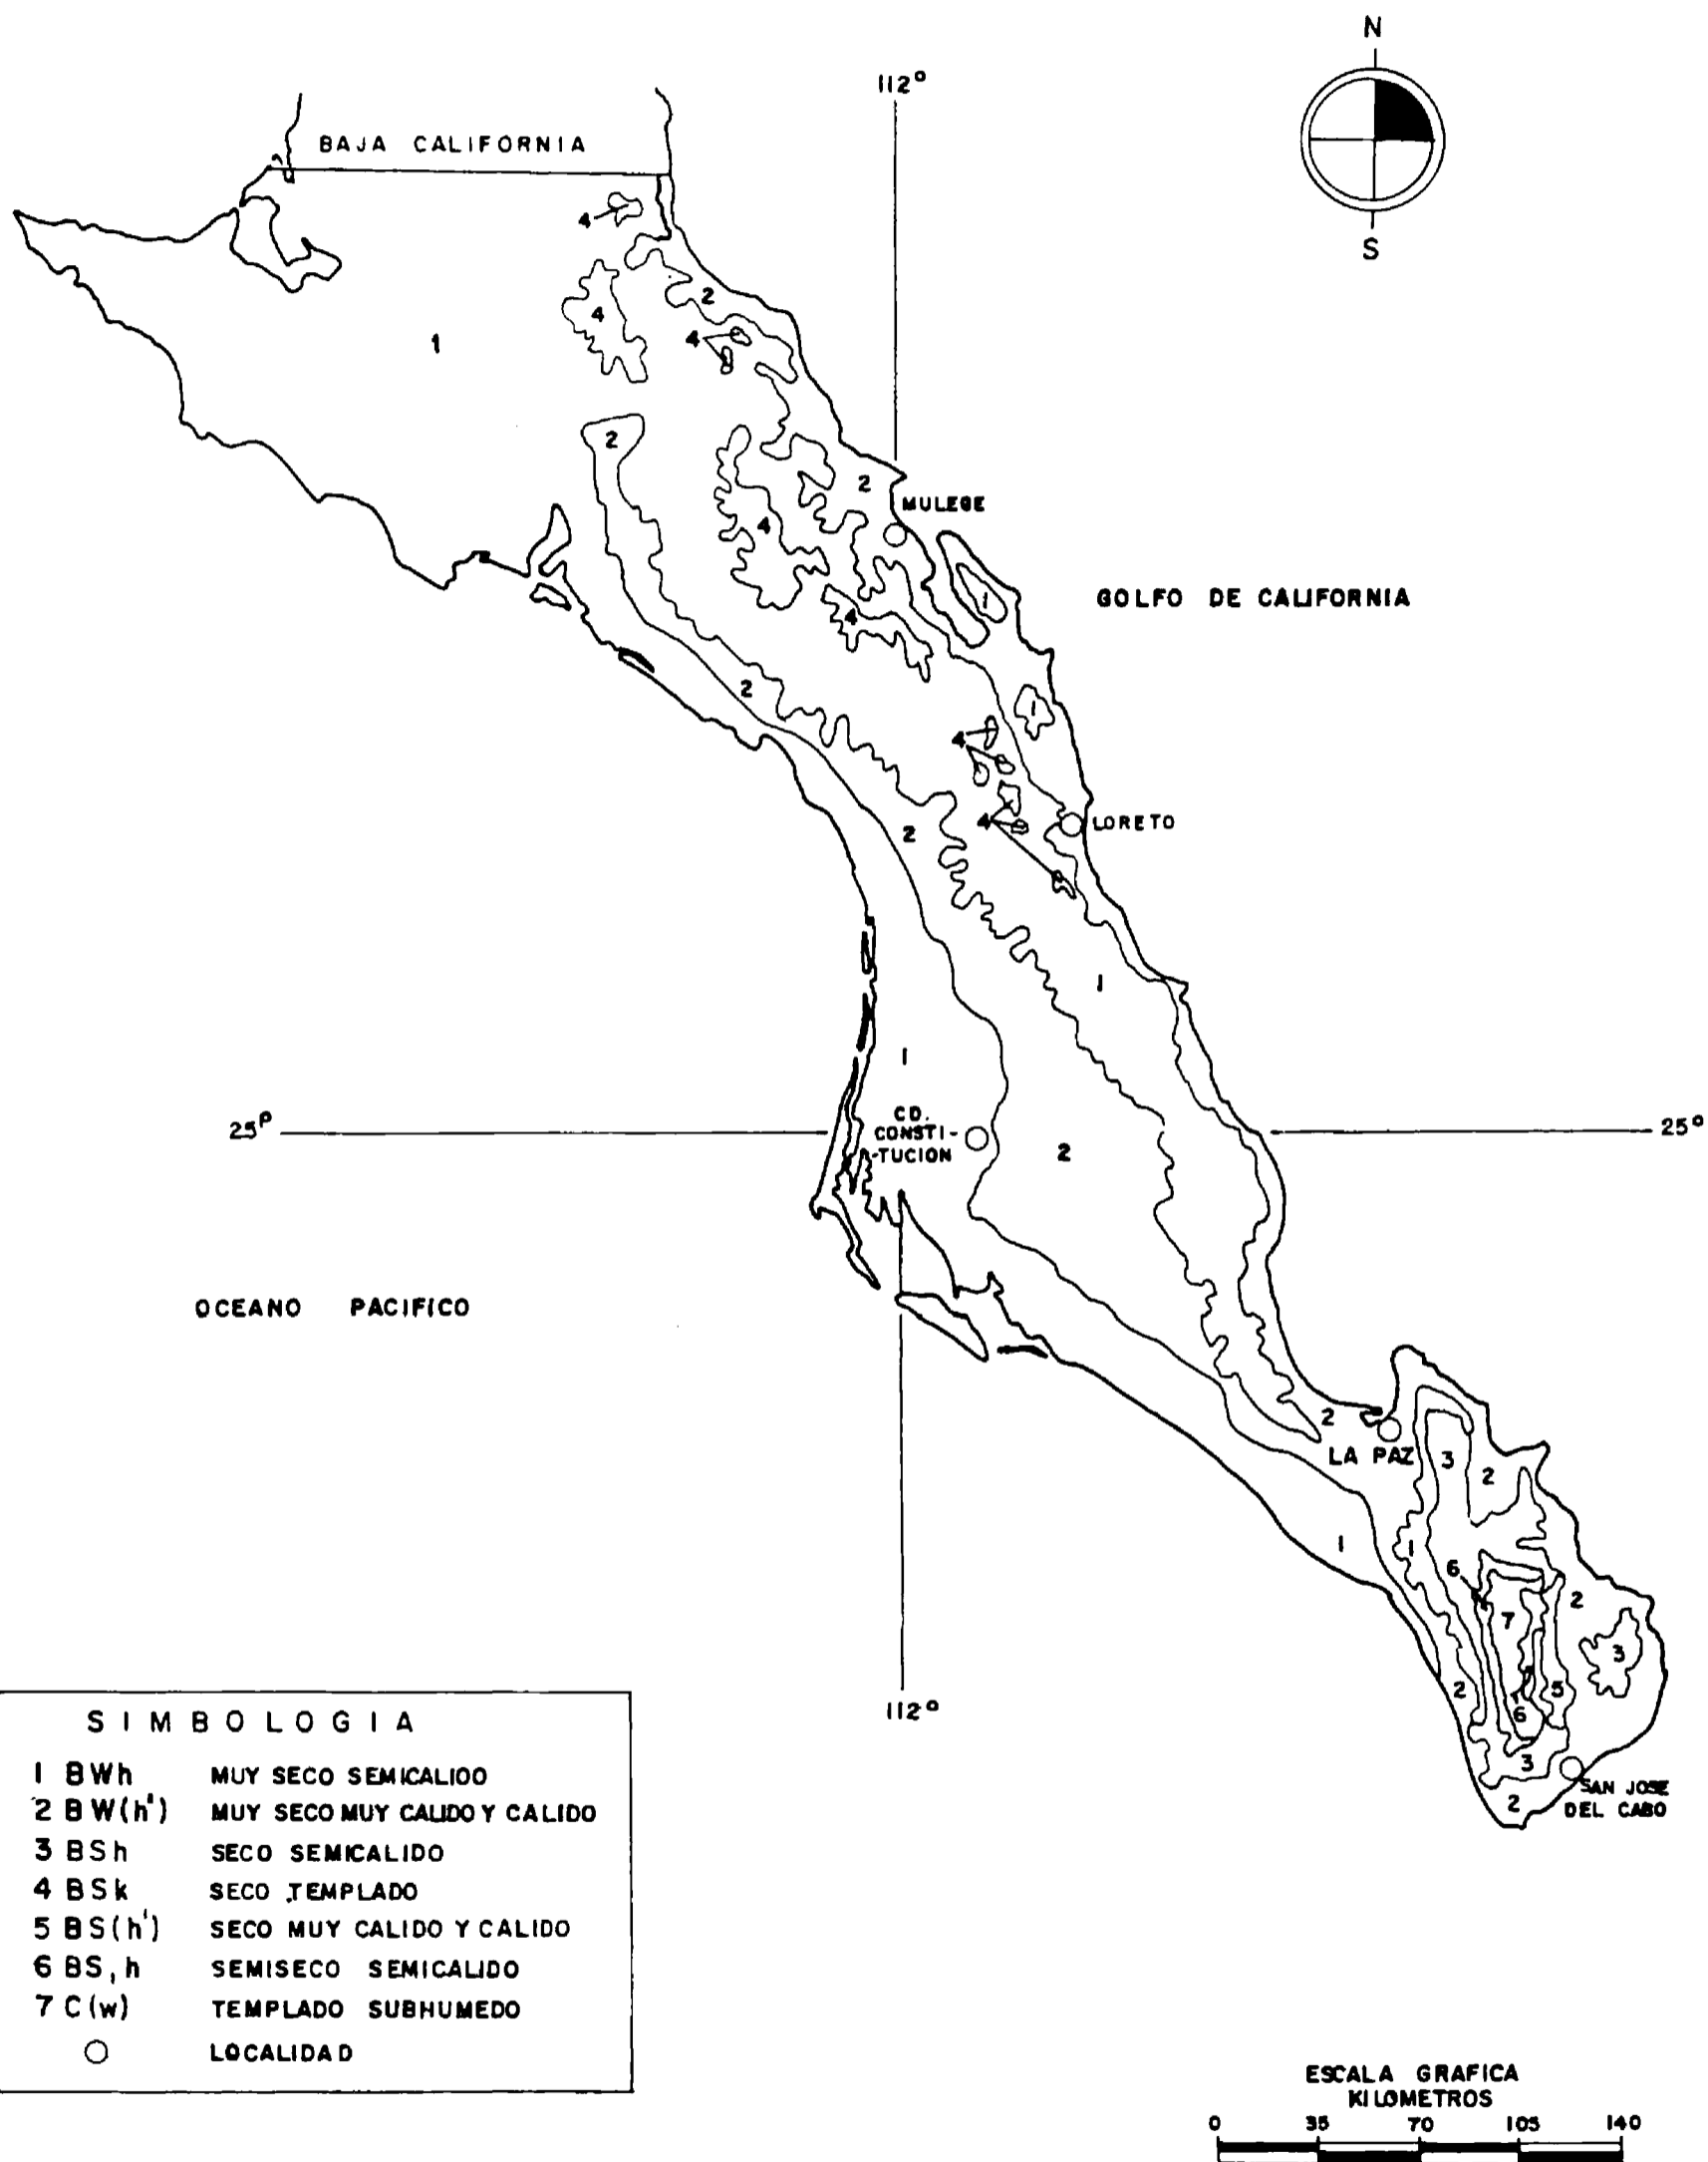 N
S
112º
BAJA CALIFORNIA
4
2
4
4
1
2
2
MULEGE
4
1
GOLFO DE CALIFORNIA
4
2
1
4
4
LORETO
2
1
1
25º
CD.
CONSTI-
-TUCION
2
25º
OCEANO PACIFICO
2
LA PAZ
3
2
1
1
6
2
7
3
2
5
6
3
2
SAN JOSE
DEL CABO
112º
SIMBOLOGIA
1 BWh MUY SECO SEMICALIDO
2 BW(h') MUY SECO MUY CALIDO Y CALIDO
3 BSh SECO SEMICALIDO
4 BSk SECO TEMPLADO
5 BS(h') SECO MUY CALIDO Y CALIDO
6 BS,h SEMISECO SEMICALIDO
7 C(w) TEMPLADO SUBHUMEDO
LOCALIDAD
ESCALA GRAFICA
KILOMETROS
0 35 70 105 140